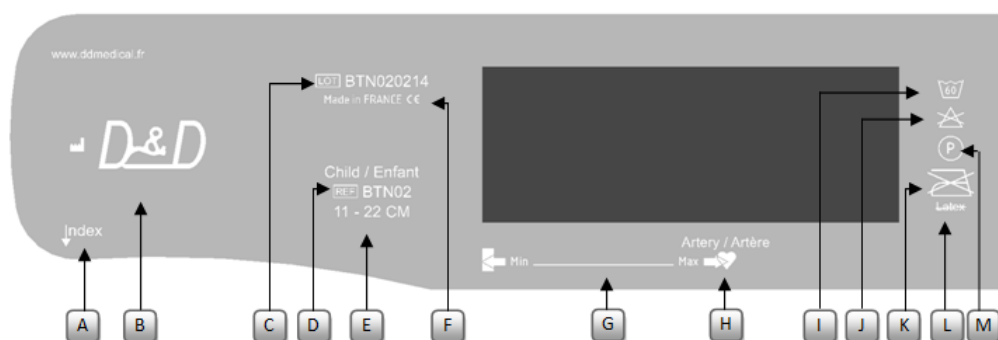 www.ddmedical.fr
LOT BTN020214
Made in FRANCE CE
D&D
Child / Enfant
REF BTN02
11 - 22 CM
Index
60
P
Latex
Artery / Artère
Min Max
A B C D E F G H I J K L M